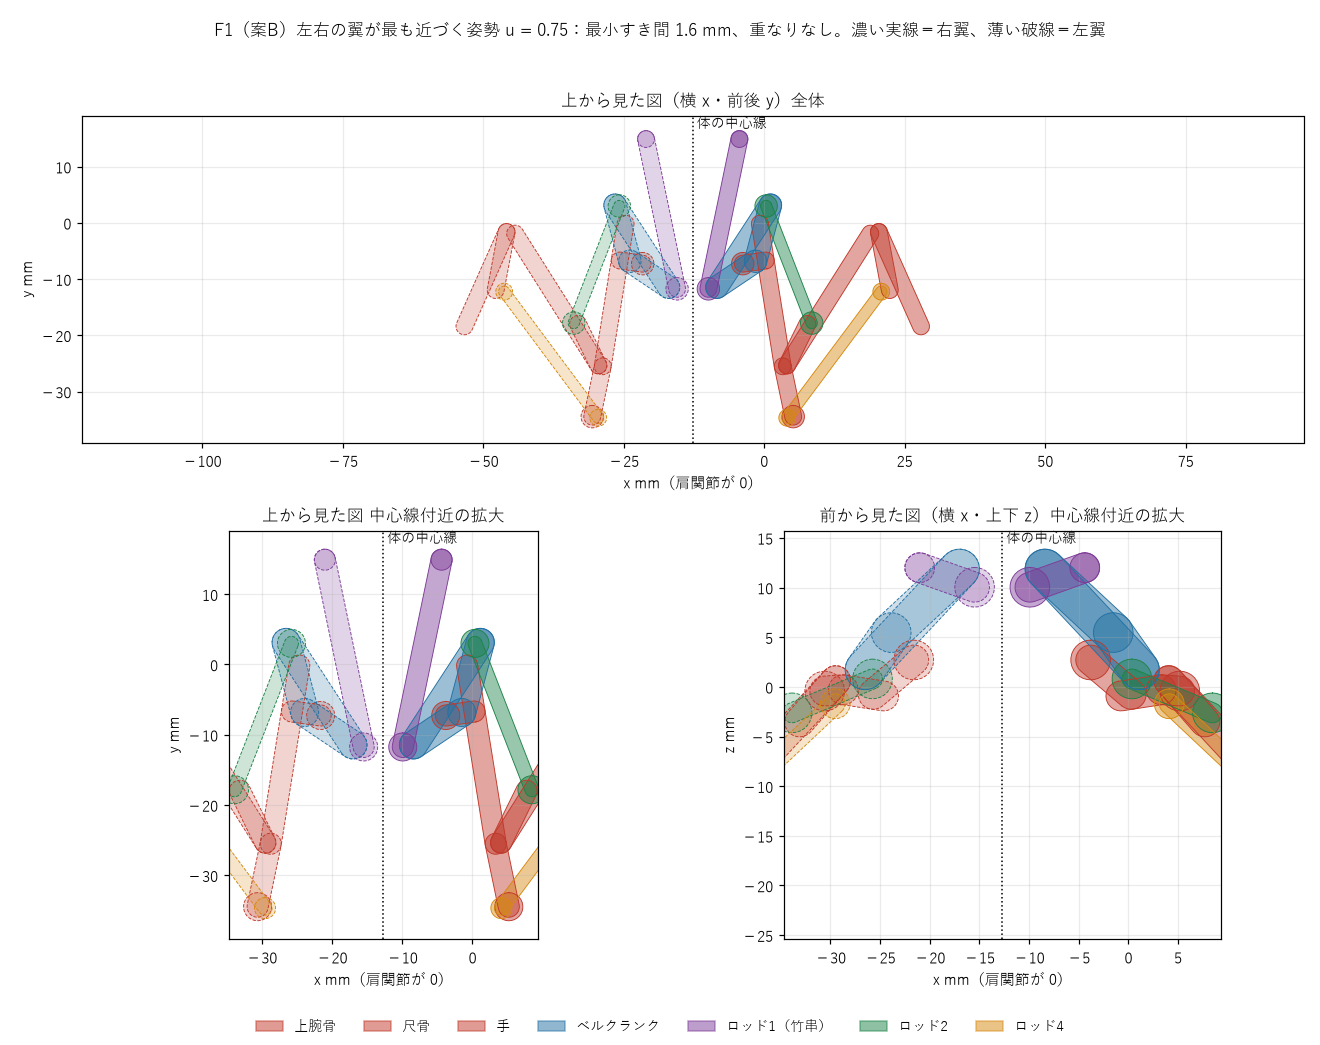 F1（案B）左右の翼が最も近づく姿勢 u = 0.75：最小すき間 1.6 mm、重なりなし。濃い実線＝右翼、薄い破線＝左翼
上から見た図（横 x・前後 y）全体
体の中心線
10
0
−10
−20
−30
y mm
−100
−75
−50
−25
0
25
50
75
x mm（肩関節が 0）
上から見た図 中心線付近の拡大
体の中心線
10
0
−10
−20
−30
y mm
−30
−20
−10
0
x mm（肩関節が 0）
前から見た図（横 x・上下 z）中心線付近の拡大
体の中心線
15
10
5
0
−5
−10
−15
−20
−25
z mm
−30
−25
−20
−15
−10
−5
0
5
x mm（肩関節が 0）
上腕骨
尺骨
手
ベルクランク
ロッド1（竹串）
ロッド2
ロッド4